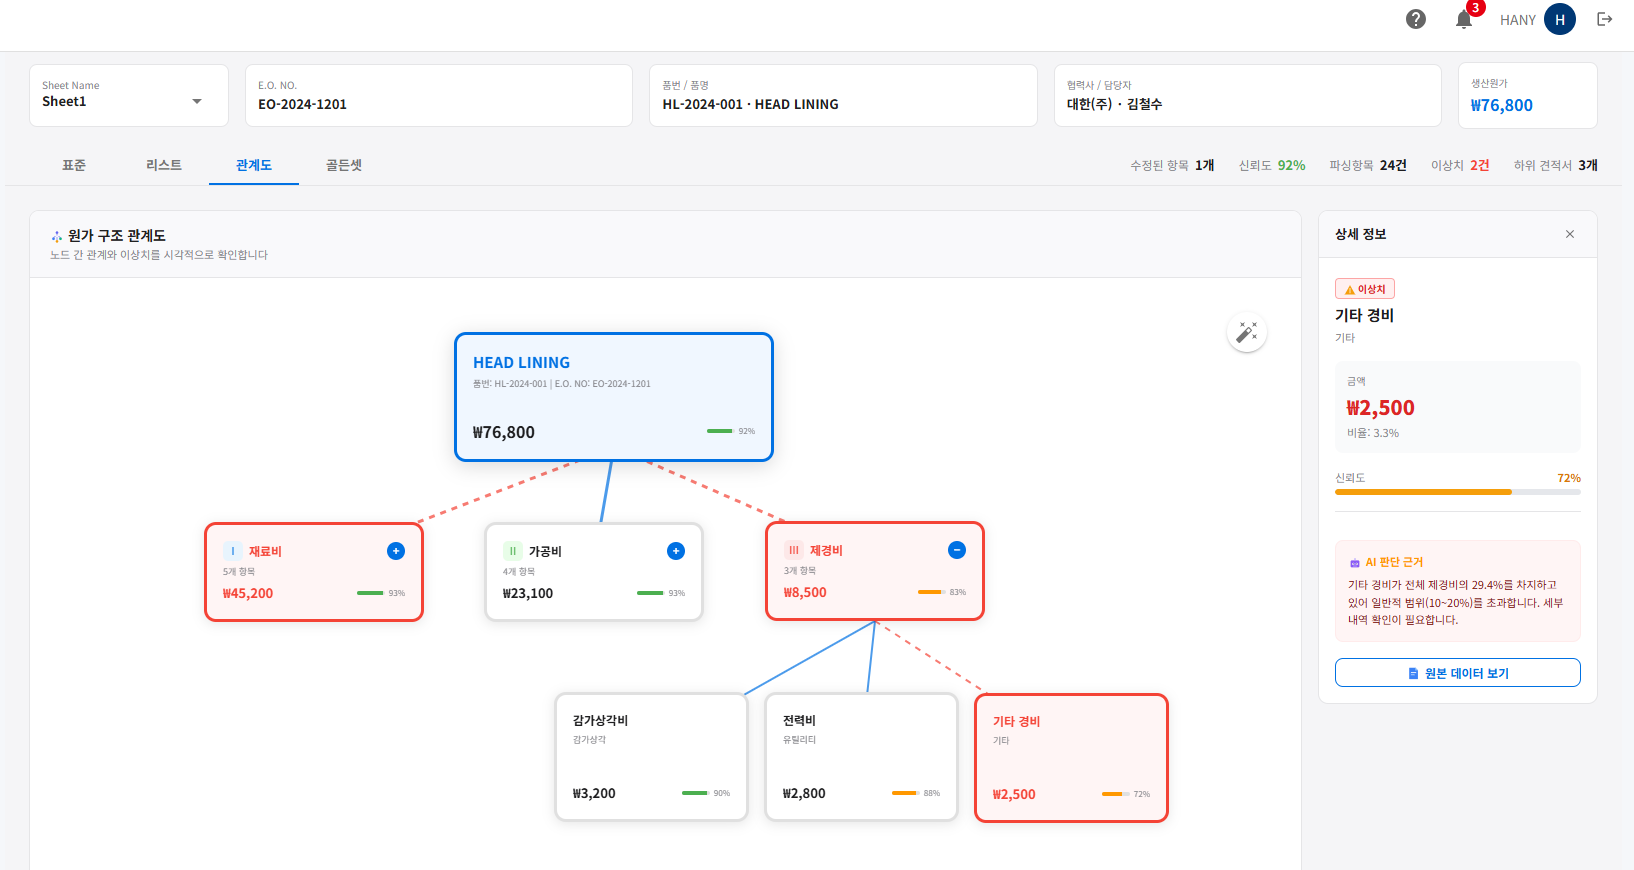 3
HANY
H
Sheet Name
Sheet1
E.O. NO.
EO-2024-1201
품번 / 품명
HL-2024-001 · HEAD LINING
협력사 / 담당자
대한(주) · 김철수
생산원가
₩76,800
표준
리스트
관계도
골든셋
수정된 항목 1개
신뢰도 92%
파싱항목 24건
이상치 2건
하위 견적서 3개
원가 구조 관계도
노드 간 관계와 이상치를 시각적으로 확인합니다
HEAD LINING
품번: HL-2024-001 | E.O. NO: EO-2024-1201
₩76,800
92%
I 재료비
5개 항목
₩45,200
93%
II 가공비
4개 항목
₩23,100
93%
III 제경비
3개 항목
₩8,500
83%
감가상각비
감가상각
₩3,200
90%
전력비
유틸리티
₩2,800
88%
기타 경비
기타
₩2,500
72%
상세 정보
이상치
기타 경비
기타
금액
₩2,500
비율: 3.3%
신뢰도
72%
AI 판단 근거
기타 경비가 전체 제경비의 29.4%를 차지하고
있어 일반적 범위(10~20%)를 초과합니다. 세부
내역 확인이 필요합니다.
원본 데이터 보기